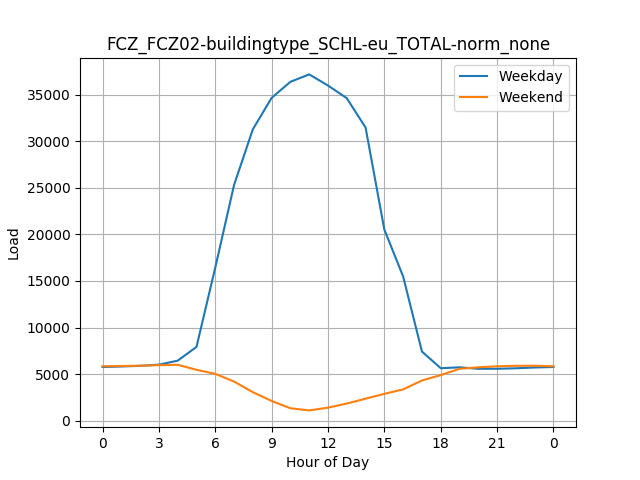 FCZ_FCZ02-buildingtype_SCHL-eu_TOTAL-norm_none
Weekday
Weekend
35000
30000
25000
20000
15000
10000
5000
0
Load
0 3 6 9 12 15 18 21 0
Hour of Day